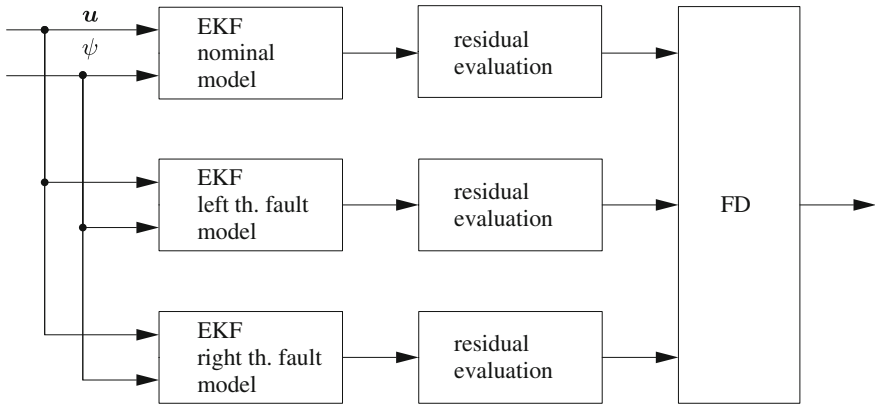 u
ψ
EKF
nominal
model
residual
evaluation
EKF
left th. fault
model
residual
evaluation
FD
EKF
right th. fault
model
residual
evaluation